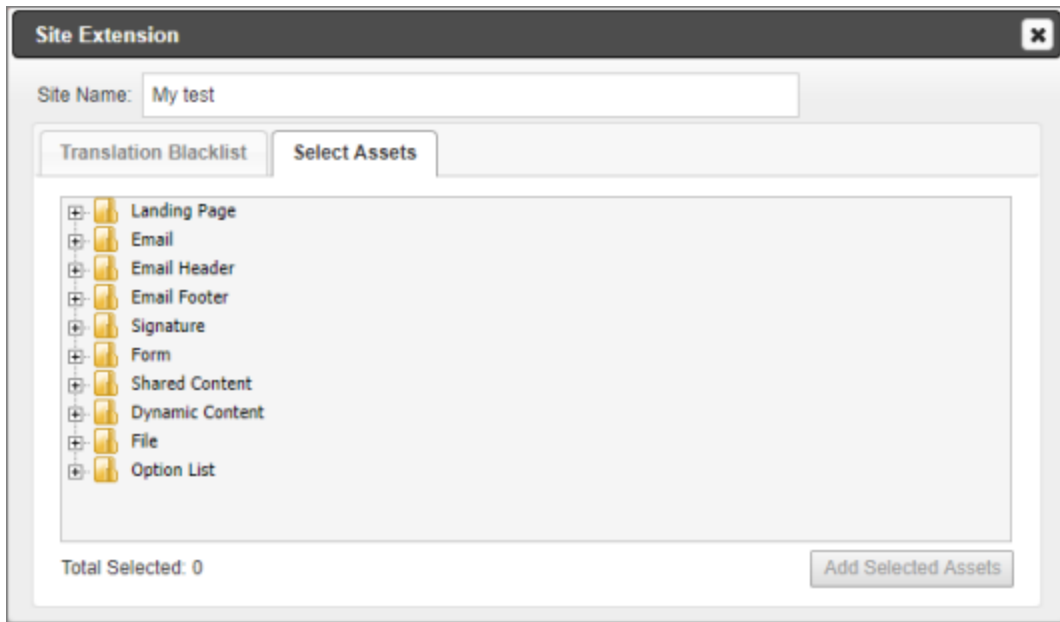 Site Extension
Site Name: My test
Translation Blacklist Select Assets
Landing Page
Email
Email Header
Email Footer
Signature
Form
Shared Content
Dynamic Content
File
Option List
Total Selected: 0 Add Selected Assets